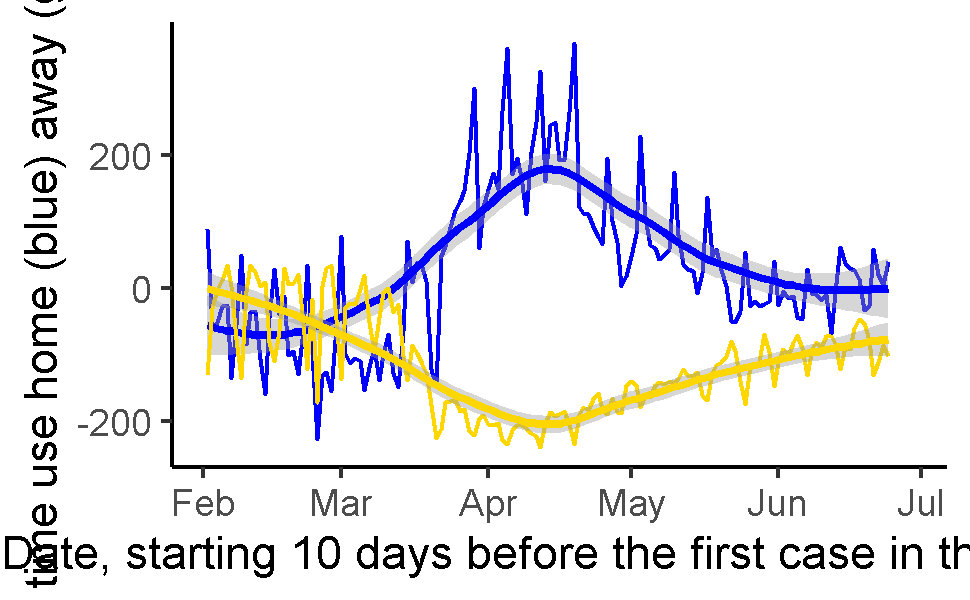 time use home (blue) away (
200
0
-200
Feb Mar Apr May Jun Jul
Date, starting 10 days before the first case in th